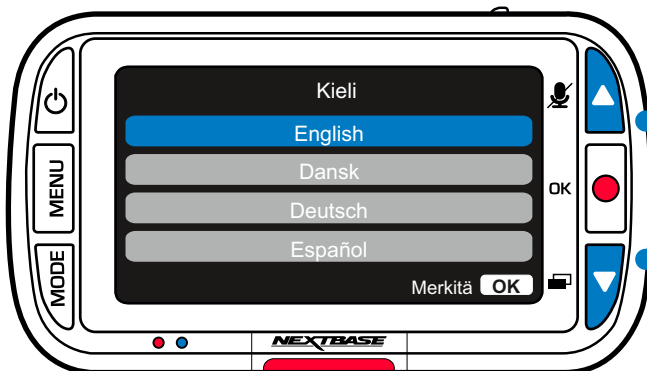 Kieli
English
Dansk
Deutsch
Español
Merkitä OK
MENU
MODE
OK
NEXTBASE